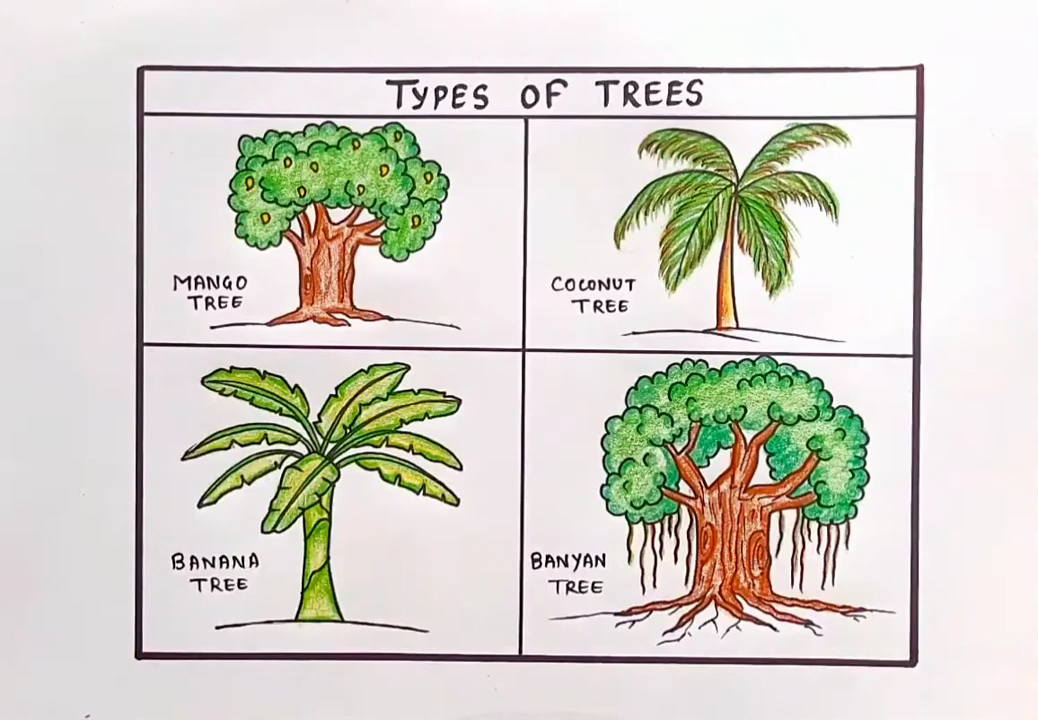 TYPES OF TREES
MANGO
TREE
COCONUT
TREE
BANANA
TREE
BANYAN
TREE